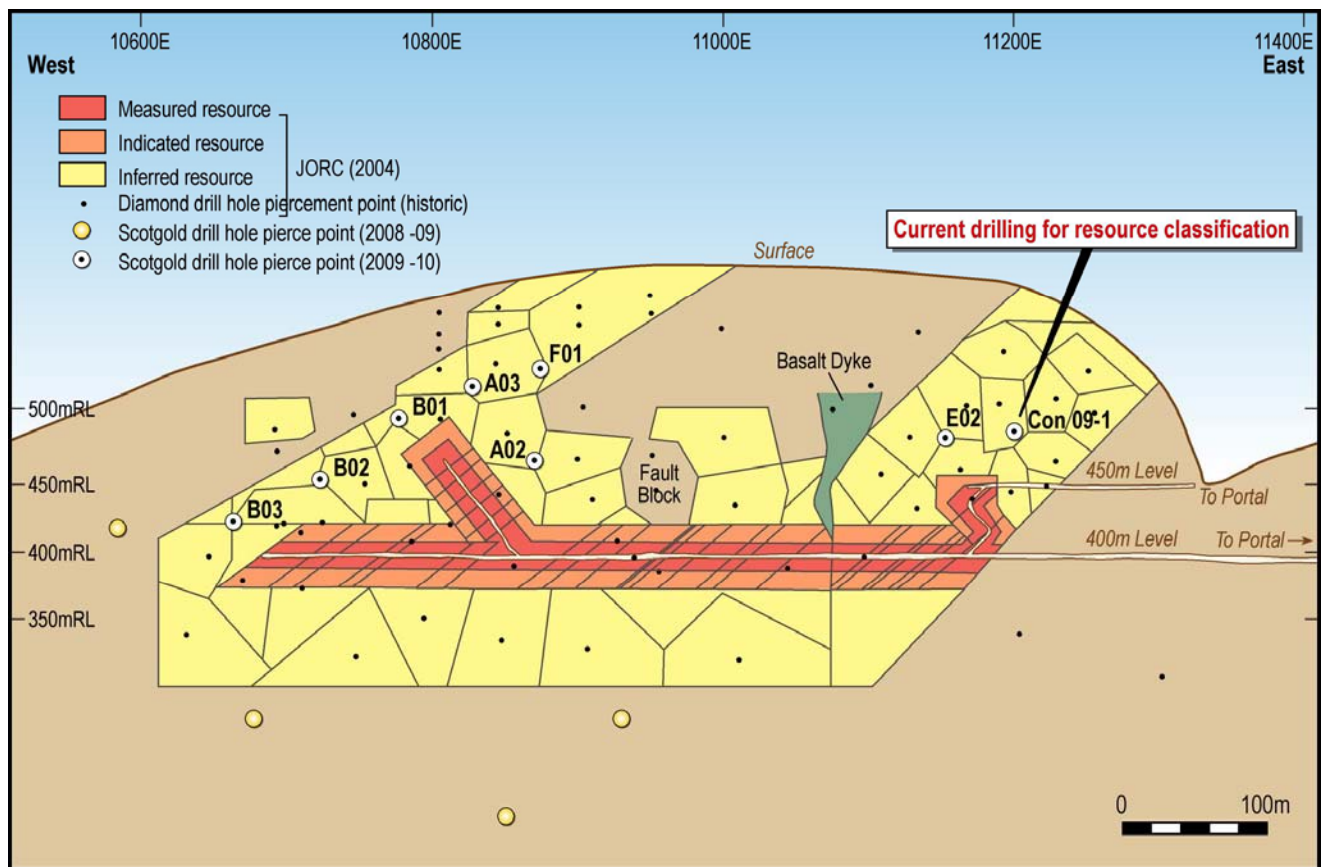 10600E 10800E 11000E 11200E 11400E
West East
Measured resource
Indicated resource
Inferred resource
JORC (2004)
Diamond drill hole piercement point (historic)
Scotgold drill hole pierce point (2008 -09)
Scotgold drill hole pierce point (2009 -10)
Current drilling for resource classification
Surface
Basalt Dyke
F01
A03
B01
500mRL
E02
Con 09-1
A02
B02
Fault
Block
450m Level
450mRL
To Portal
B03
400m Level
To Portal
400mRL
350mRL
0 100m